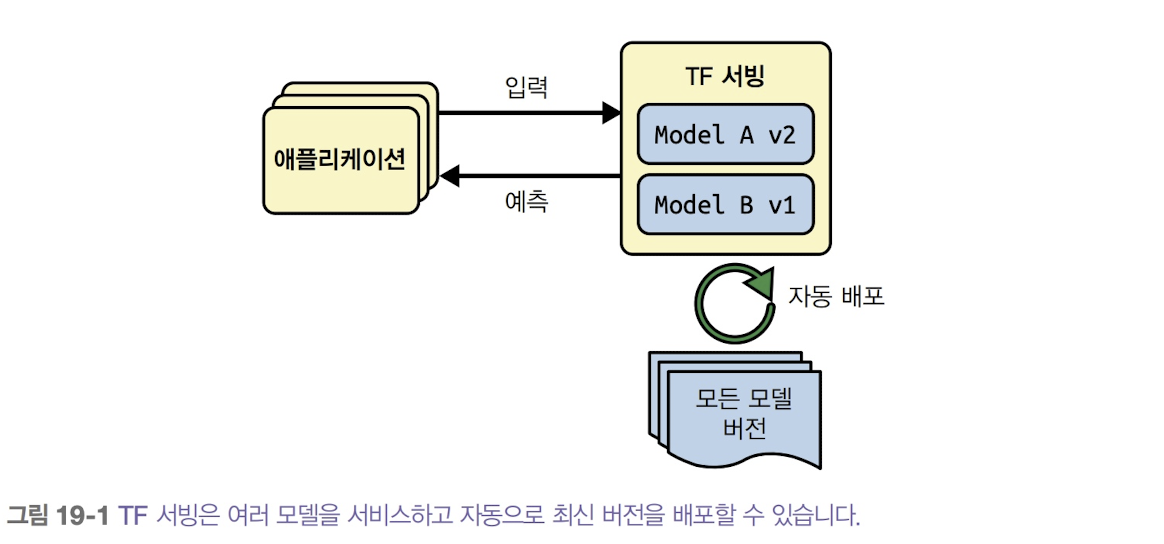 입력
TF 서빙
Model A v2
애플리케이션
예측
Model B v1
자동 배포
모든 모델
버전
그림 19-1 TF 서빙은 여러 모델을 서비스하고 자동으로 최신 버전을 배포할 수 있습니다.